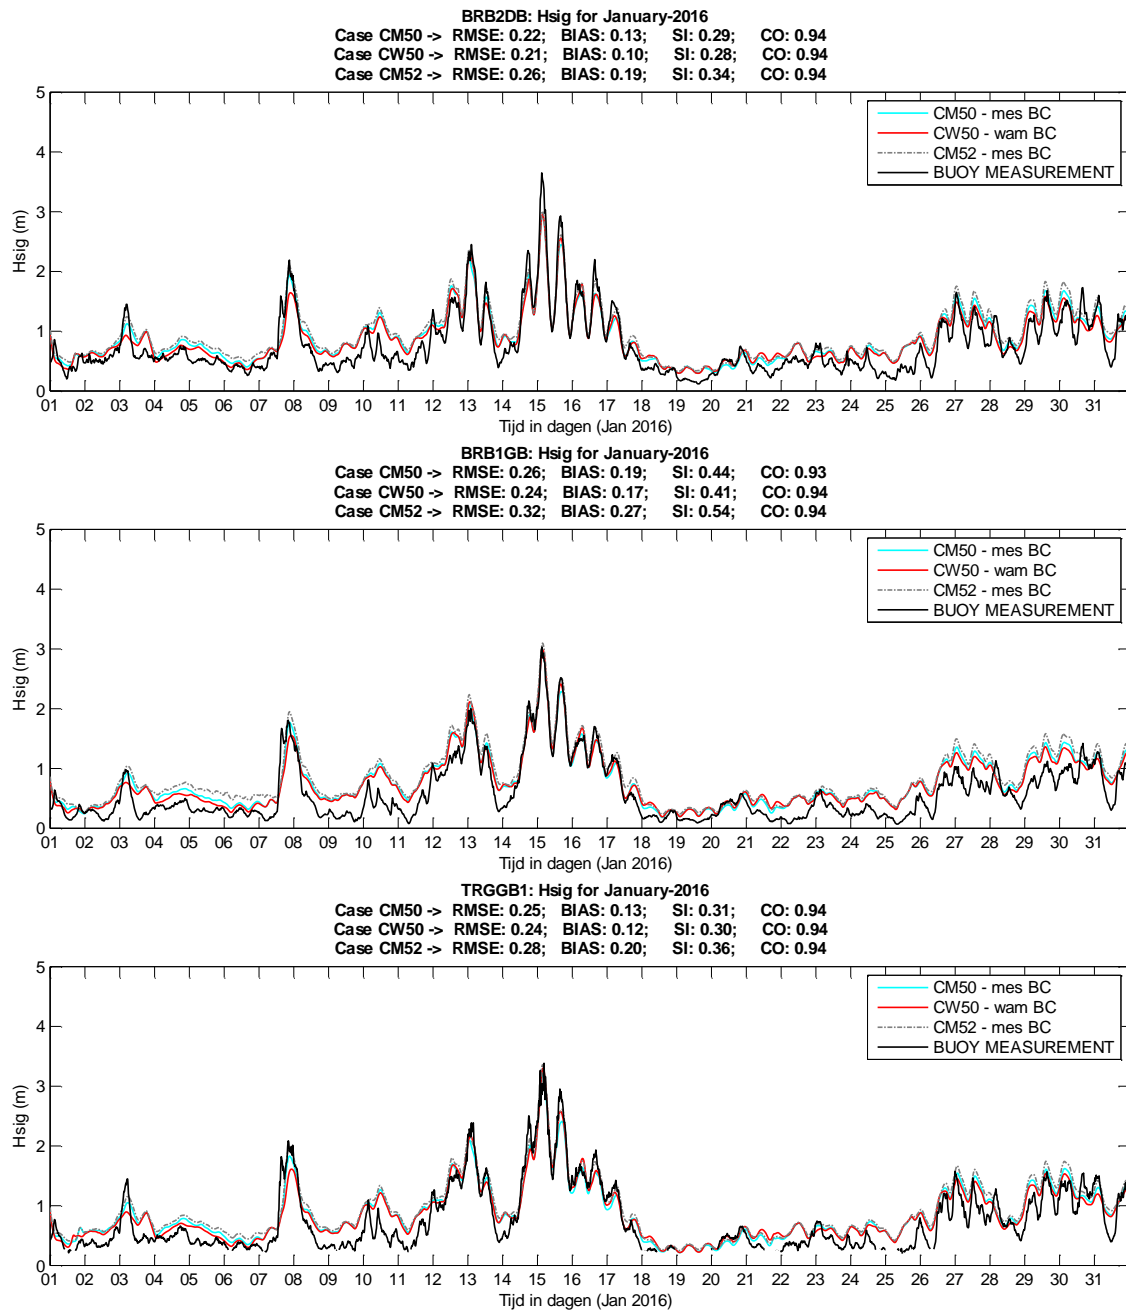 BRB2DB: Hsig for January-2016
Case CM50 -> RMSE: 0.22; BIAS: 0.13; SI: 0.29; CO: 0.94
Case CW50 -> RMSE: 0.21; BIAS: 0.10; SI: 0.28; CO: 0.94
Case CM52 -> RMSE: 0.26; BIAS: 0.19; SI: 0.34; CO: 0.94
5
4
3
2
1
0
Hsig (m)
CM50 - mes BC
CW50 - wam BC
CM52 - mes BC
BUOY MEASUREMENT
01 02 03 04 05 06 07 08 09 10 11 12 13 14 15 16 17 18 19 20 21 22 23 24 25 26 27 28 29 30 31
Tijd in dagen (Jan 2016)
BRB1GB: Hsig for January-2016
Case CM50 -> RMSE: 0.26; BIAS: 0.19; SI: 0.44; CO: 0.93
Case CW50 -> RMSE: 0.24; BIAS: 0.17; SI: 0.41; CO: 0.94
Case CM52 -> RMSE: 0.32; BIAS: 0.27; SI: 0.54; CO: 0.94
5
4
3
2
1
0
Hsig (m)
CM50 - mes BC
CW50 - wam BC
CM52 - mes BC
BUOY MEASUREMENT
01 02 03 04 05 06 07 08 09 10 11 12 13 14 15 16 17 18 19 20 21 22 23 24 25 26 27 28 29 30 31
Tijd in dagen (Jan 2016)
TRGGB1: Hsig for January-2016
Case CM50 -> RMSE: 0.25; BIAS: 0.13; SI: 0.31; CO: 0.94
Case CW50 -> RMSE: 0.24; BIAS: 0.12; SI: 0.30; CO: 0.94
Case CM52 -> RMSE: 0.28; BIAS: 0.20; SI: 0.36; CO: 0.94
5
4
3
2
1
0
Hsig (m)
CM50 - mes BC
CW50 - wam BC
CM52 - mes BC
BUOY MEASUREMENT
01 02 03 04 05 06 07 08 09 10 11 12 13 14 15 16 17 18 19 20 21 22 23 24 25 26 27 28 29 30 31
Tijd in dagen (Jan 2016)